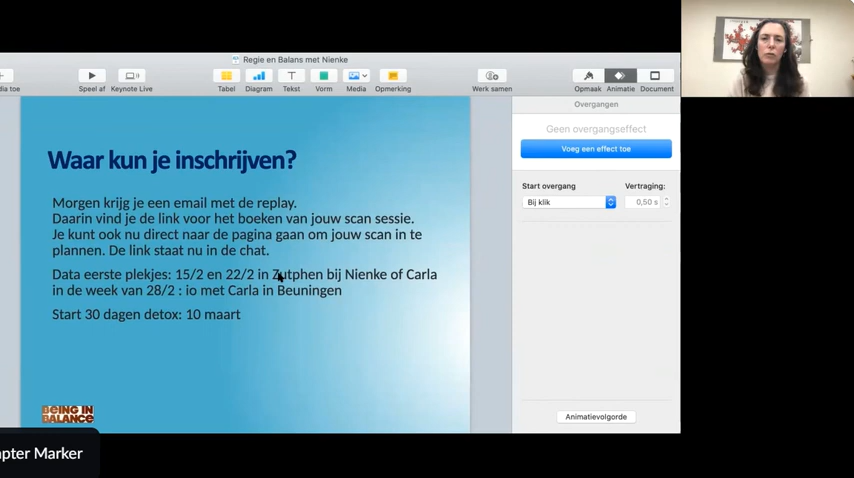 Regie en Balans met Nienke
dia toe
Speel af
Keynote Live
Tabel
Diagram
Tekst
Vorm
Media
Opmerking
Werk samen
Opmaak
Animatie
Document
Overgangen
Geen overgangseffect
Voeg een effect toe
Start overgang
Vertraging:
Bij klik
0,50 s
Waar kun je inschrijven?
Morgen krijg je een email met de replay.
Daarin vind je de link voor het boeken van jouw scan sessie.
Je kunt ook nu direct naar de pagina gaan om jouw scan in te
plannen. De link staat nu in de chat.
Data eerste plekjes: 15/2 en 22/2 in Zutphen bij Nienke of Carla
in de week van 28/2 : io met Carla in Beuningen
Start 30 dagen detox: 10 maart
BEING IN
BALANCE
Animatievolgorde
apter Marker